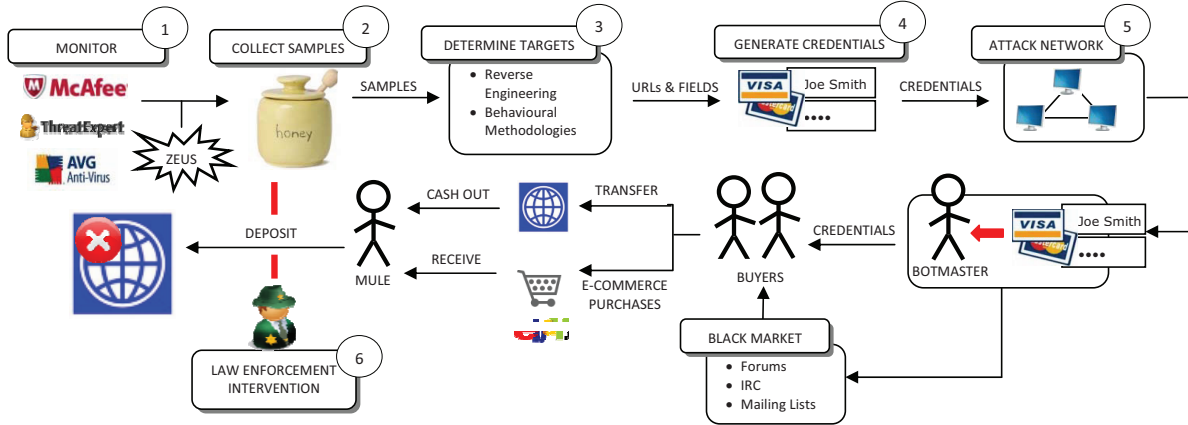 1
MONITOR
McAfee
ThreatExpert
AVG
Anti-Virus
ZEUS
2
COLLECT SAMPLES
honey
SAMPLES
3
DETERMINE TARGETS
• Reverse
Engineering
• Behavioural
Methodologies
URLs & FIELDS
4
GENERATE CREDENTIALS
VISA
MasterCard
Joe Smith
••••
CREDENTIALS
5
ATTACK NETWORK
VISA
MasterCard
Joe Smith
••••
BOTMASTER
CREDENTIALS
BUYERS
TRANSFER
E-COMMERCE
PURCHASES
CASH OUT
RECEIVE
MULE
DEPOSIT
BLACK MARKET
• Forums
• IRC
• Mailing Lists
6
LAW ENFORCEMENT
INTERVENTION